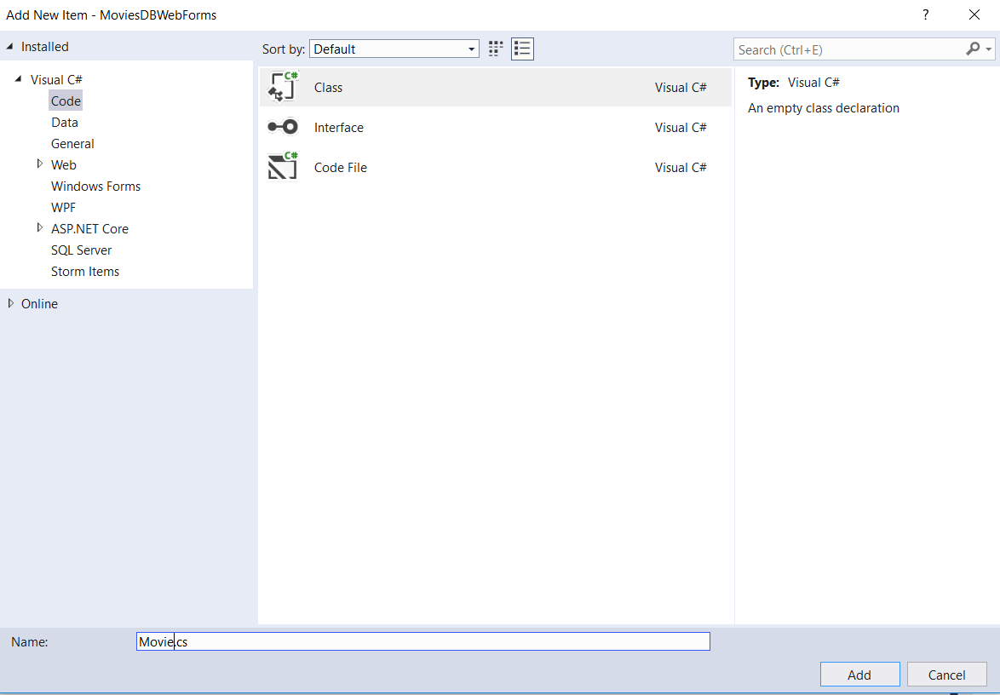 Add New Item - MoviesDBWebForms
?
Installed
Sort by: Default
Search (Ctrl+E)
Visual C#
Code
Data
General
Web
Windows Forms
WPF
ASP.NET Core
SQL Server
Storm Items
Online
C# Class Visual C#
Interface Visual C#
C# Code File Visual C#
Type: Visual C#
An empty class declaration
Name: Movie.cs
Add Cancel